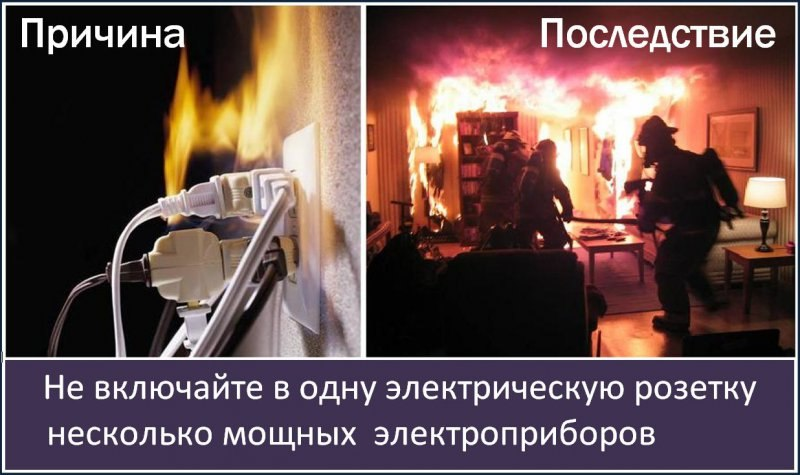 Причина
Последствие
Не включайте в одну электрическую розетку
несколько мощных электроприборов